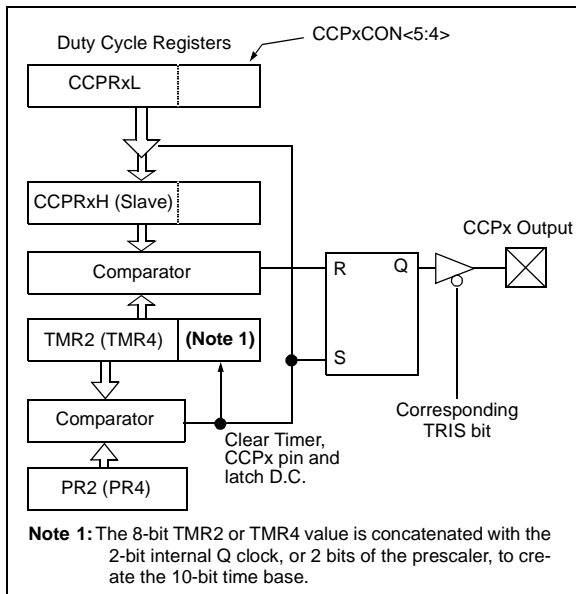 Duty Cycle Registers
CCPxCON<5:4>
CCPRxL
CCPRxH (Slave)
Comparator
TMR2 (TMR4)
(Note 1)
Comparator
PR2 (PR4)
Clear Timer,
CCPx pin and
latch D.C.
R
Q
S
CCPx Output
Corresponding
TRIS bit
Note 1: The 8-bit TMR2 or TMR4 value is concatenated with the
2-bit internal Q clock, or 2 bits of the prescaler, to cre-
ate the 10-bit time base.